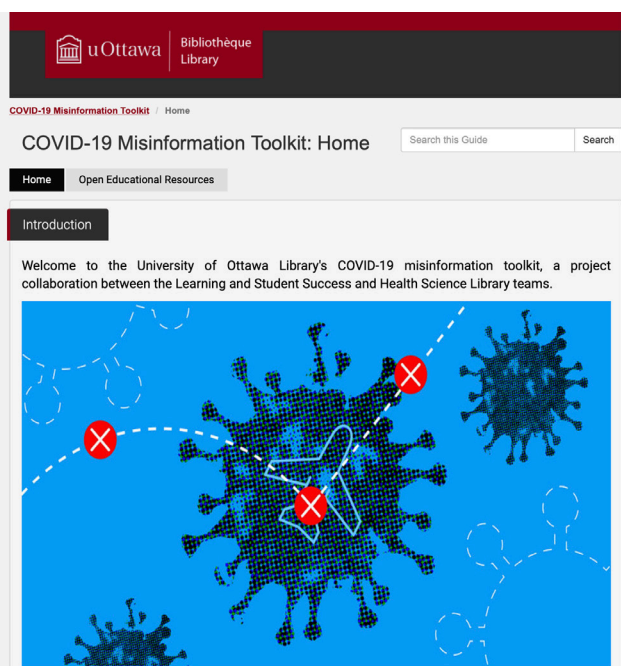 uOttawa
Bibliothèque
Library
COVID-19 Misinformation Toolkit / Home
COVID-19 Misinformation Toolkit: Home
Search this Guide
Search
Home
Open Educational Resources
Introduction
Welcome to the University of Ottawa Library's COVID-19 misinformation toolkit, a project
collaboration between the Learning and Student Success and Health Science Library teams.